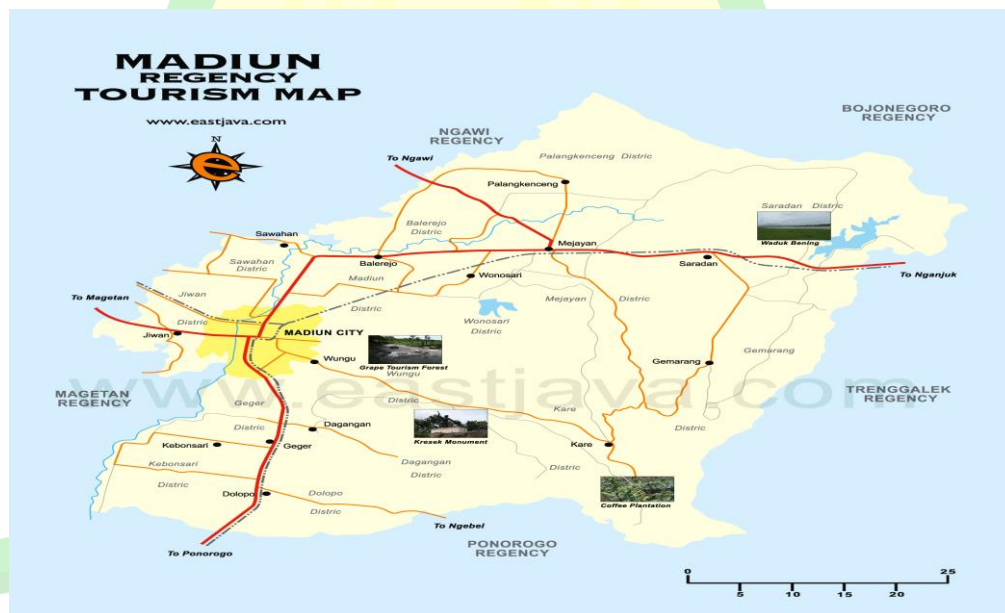 MADIUN
REGENCY
TOURISM MAP
www.eastjava.com
N
NGAWI
REGENCY
BOJONEGORO
REGENCY
To Ngawi
Palangkenceng Distric
Palangkenceng
Saradan Distric
Waduk Bening
Balerejo
Distric
Sawahan
Mejayan
Balerejo
Saradan
Sawahan
Distric
Madiun
Wonosari
To Nganjuk
Jiwan
Distric
Mejayan
Distric
To Magetan
Distric
Wonosari
Distric
MADIUN CITY
Jiwan
Grape Tourism Forest
Wungu
Wungu
Gemarang
Gemarang
MAGETAN
REGENCY
www.eastjava.com
TRENGGALEK
REGENCY
Geger
Distric
Distric
Kare
Distric
Dagangan
Kresek Monument
Kebonsari
Geger
Kare
Kebonsari
Dagangan
Distric
Distric
Distric
Dolopo
Dolopo
Distric
Coffee Plantation
To Ngebel
To Ponorogo
PONOROGO
REGENCY
0
25
5
10
15
20